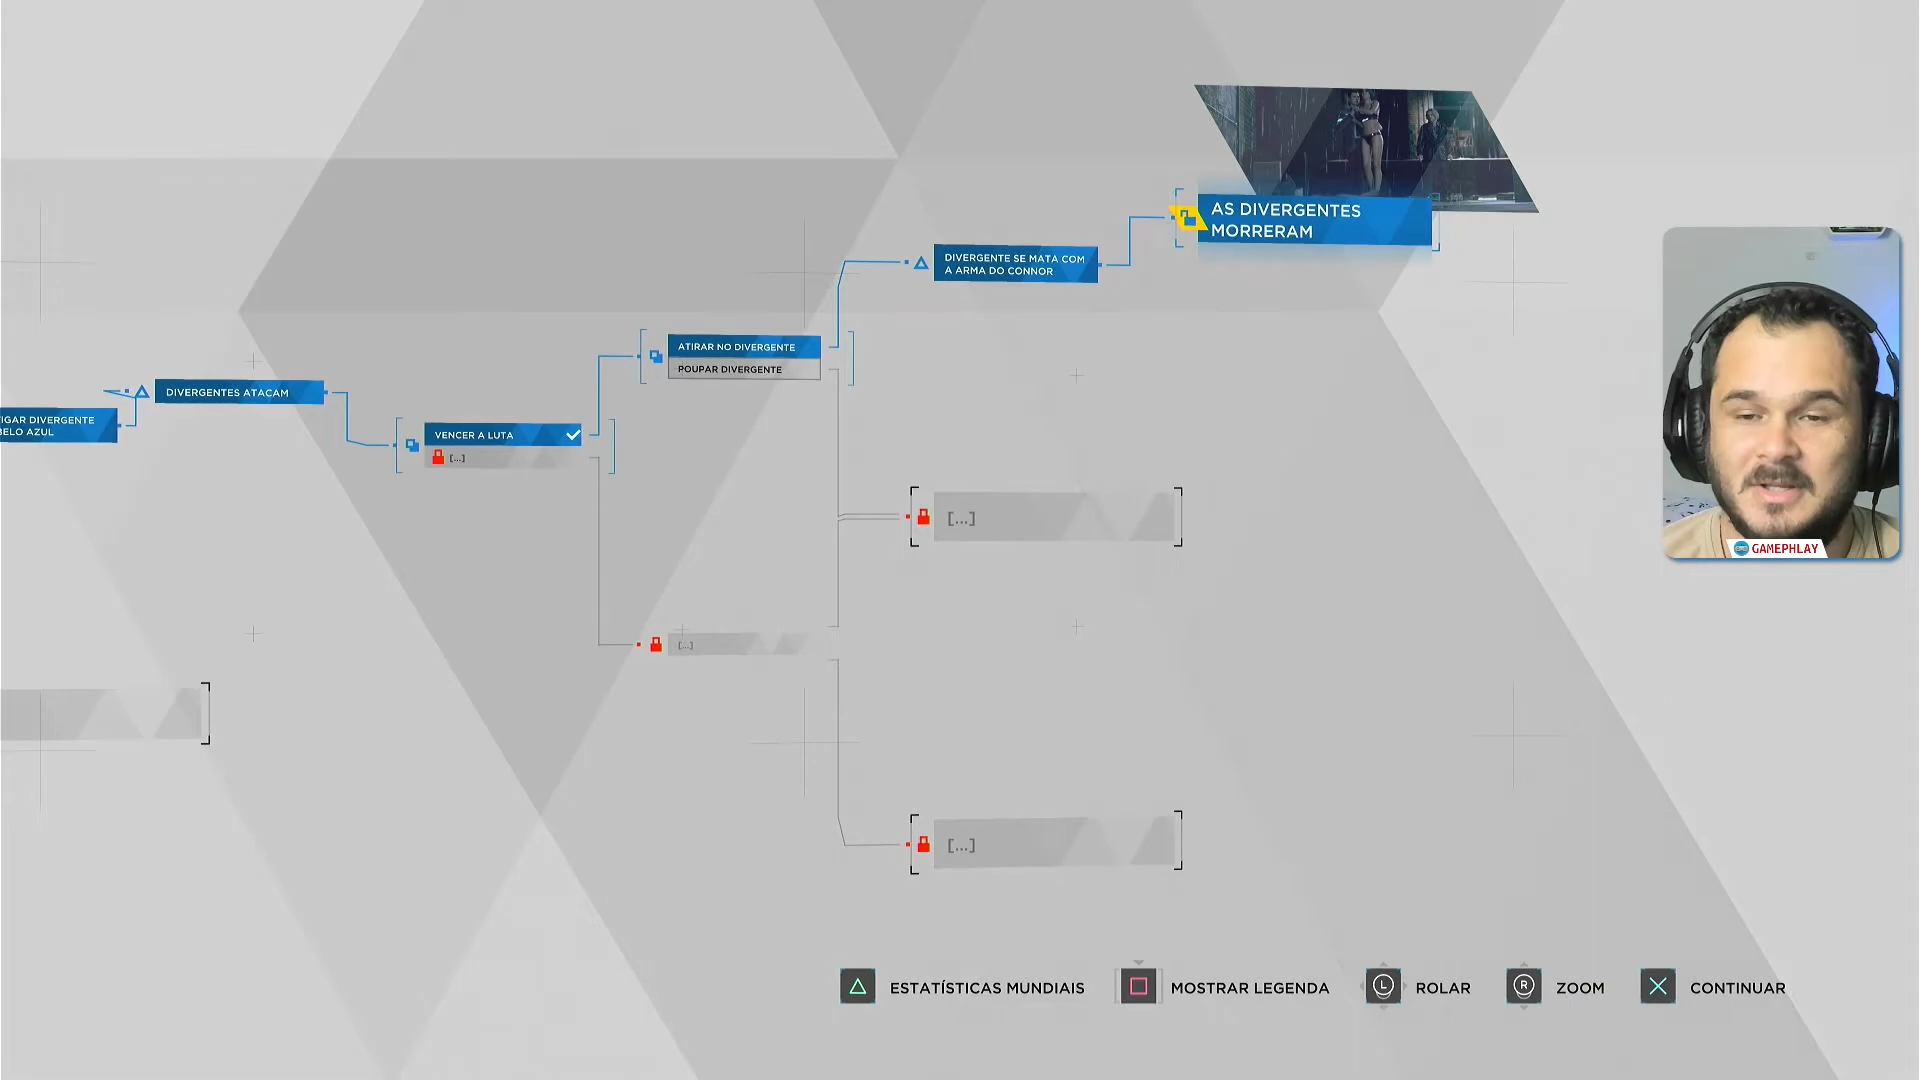 AS DIVERGENTES
MORRERAM
DIVERGENTE SE MATA COM
A ARMA DO CONNOR
ATIRAR NO DIVERGENTE
POUPAR DIVERGENTE
DIVERGENTES ATACAM
IGAR DIVERGENTE
BELO AZUL
VENCER A LUTA
[...]
[...]
[...]
[...]
GAMEPHLAY
ESTATÍSTICAS MUNDIAIS
MOSTRAR LEGENDA
L
ROLAR
R
ZOOM
CONTINUAR